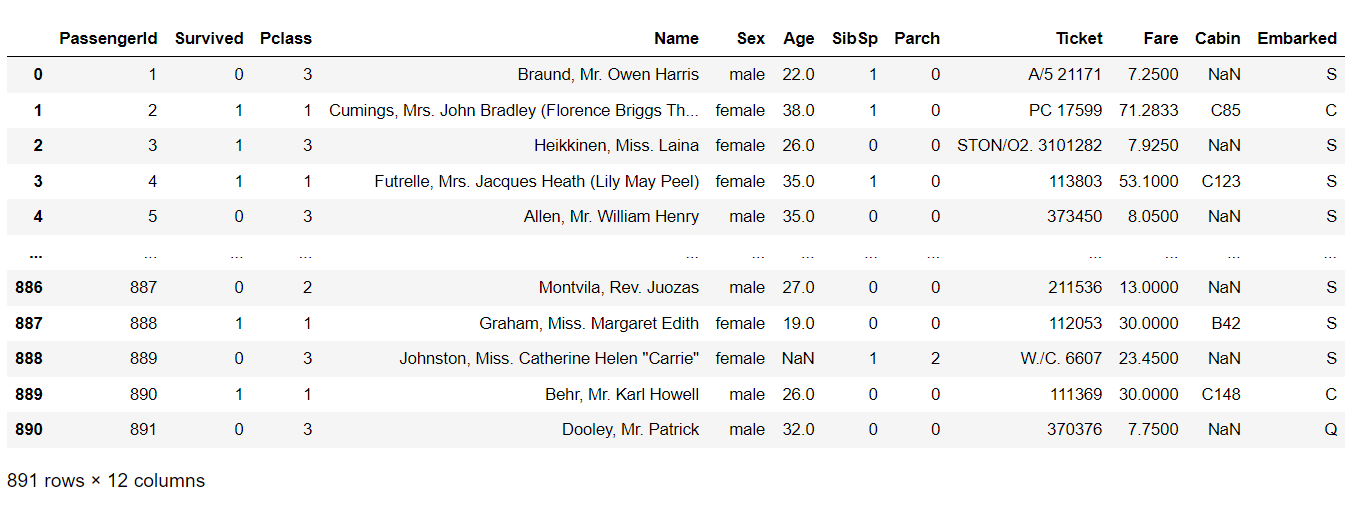 PassengerId Survived Pclass Name Sex Age SibSp Parch Ticket Fare Cabin Embarked
0 1 0 3 Braund, Mr. Owen Harris male 22.0 1 0 A/5 21171 7.2500 NaN S
1 2 1 1 Cumings, Mrs. John Bradley (Florence Briggs Th... female 38.0 1 0 PC 17599 71.2833 C85 C
2 3 1 3 Heikkinen, Miss. Laina female 26.0 0 0 STON/O2. 3101282 7.9250 NaN S
3 4 1 1 Futrelle, Mrs. Jacques Heath (Lily May Peel) female 35.0 1 0 113803 53.1000 C123 S
4 5 0 3 Allen, Mr. William Henry male 35.0 0 0 373450 8.0500 NaN S
... ... ... ... ... ... ... ... ... ... ... ... ...
886 887 0 2 Montvila, Rev. Juozas male 27.0 0 0 211536 13.0000 NaN S
887 888 1 1 Graham, Miss. Margaret Edith female 19.0 0 0 112053 30.0000 B42 S
888 889 0 3 Johnston, Miss. Catherine Helen "Carrie" female NaN 1 2 W./C. 6607 23.4500 NaN S
889 890 1 1 Behr, Mr. Karl Howell male 26.0 0 0 111369 30.0000 C148 C
890 891 0 3 Dooley, Mr. Patrick male 32.0 0 0 370376 7.7500 NaN Q
891 rows × 12 columns